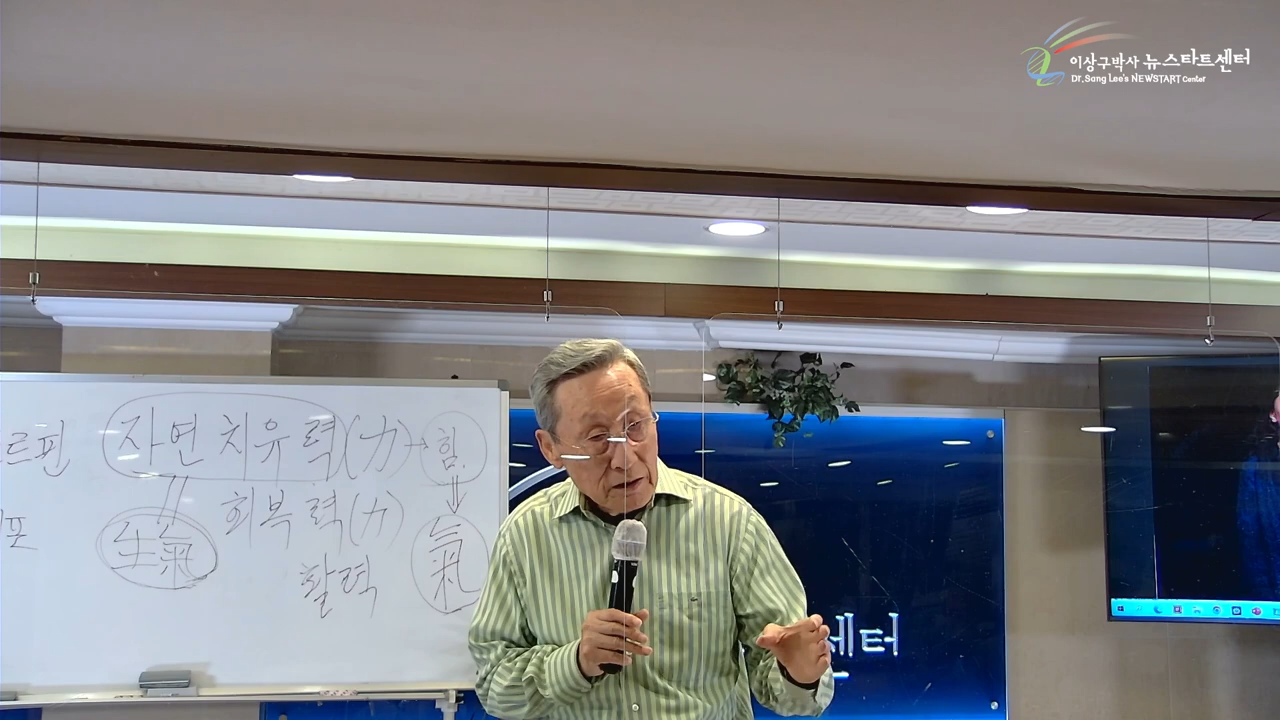 이상구박사 뉴스타트센터
Dr. Sang Lee's NEWSTART Center
르핀 자연치유력(力)→힘.
회복력(力)
生氣 氣
활력
센터